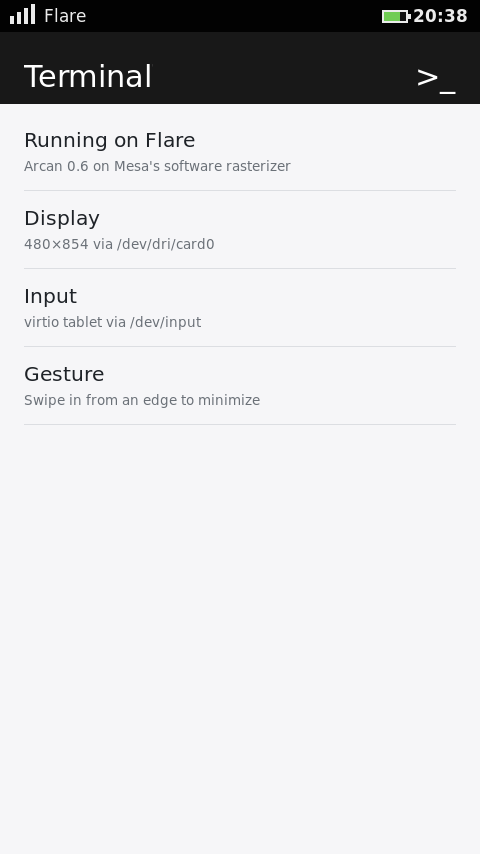 Flare 20:38
Terminal >_
Running on Flare
Arcan 0.6 on Mesa's software rasterizer
Display
480×854 via /dev/dri/card0
Input
virtio tablet via /dev/input
Gesture
Swipe in from an edge to minimize